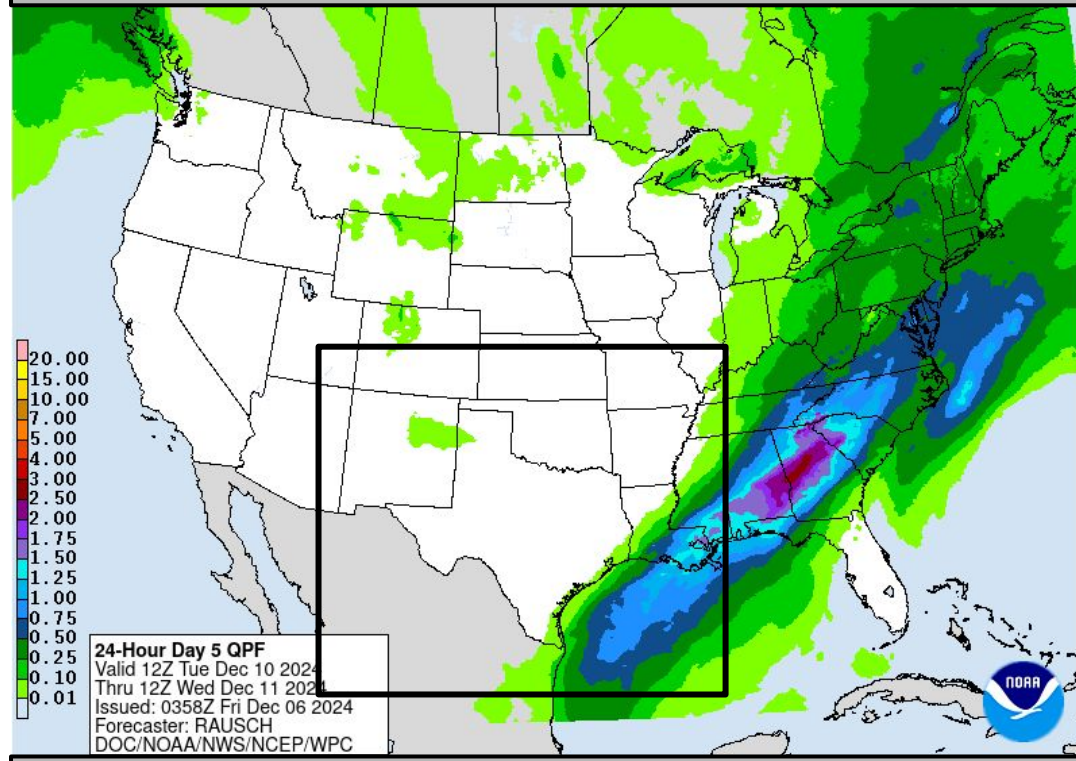 20.00
15.00
10.00
7.00
5.00
4.00
3.00
2.50
2.00
1.75
1.50
1.25
1.00
0.75
0.50
0.25
0.10
0.01
24-Hour Day 5 QPF
Valid 12Z Tue Dec 10 2024
Thru 12Z Wed Dec 11 2024
Issued: 0358Z Fri Dec 06 2024
Forecaster: RAUSCH
DOC/NOAA/NWS/NCEP/WPC
NOAA